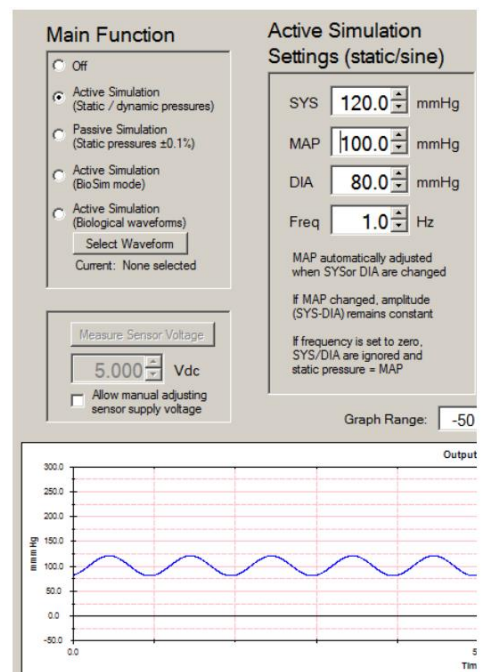 Main Function
Off
Active Simulation
(Static / dynamic pressures)
Passive Simulation
(Static pressures ±0.1%)
Active Simulation
(BioSim mode)
Active Simulation
(Biological waveforms)
Select Waveform
Current: None selected
Measure Sensor Voltage
5.000 Vdc
Allow manual adjusting
sensor supply voltage
Active Simulation
Settings (static/sine)
SYS 120.0 mmHg
MAP 100.0 mmHg
DIA 80.0 mmHg
Freq 1.0 Hz
MAP automatically adjusted
when SYSor DIA are changed
If MAP changed, amplitude
(SYS-DIA) remains constant
If frequency is set to zero,
SYS/DIA are ignored and
static pressure = MAP
Graph Range: -50
Output
mmm Hg
300.0
250.0
200.0
150.0
100.0
50.0
0.0
-50.0
0.0
5
Tim